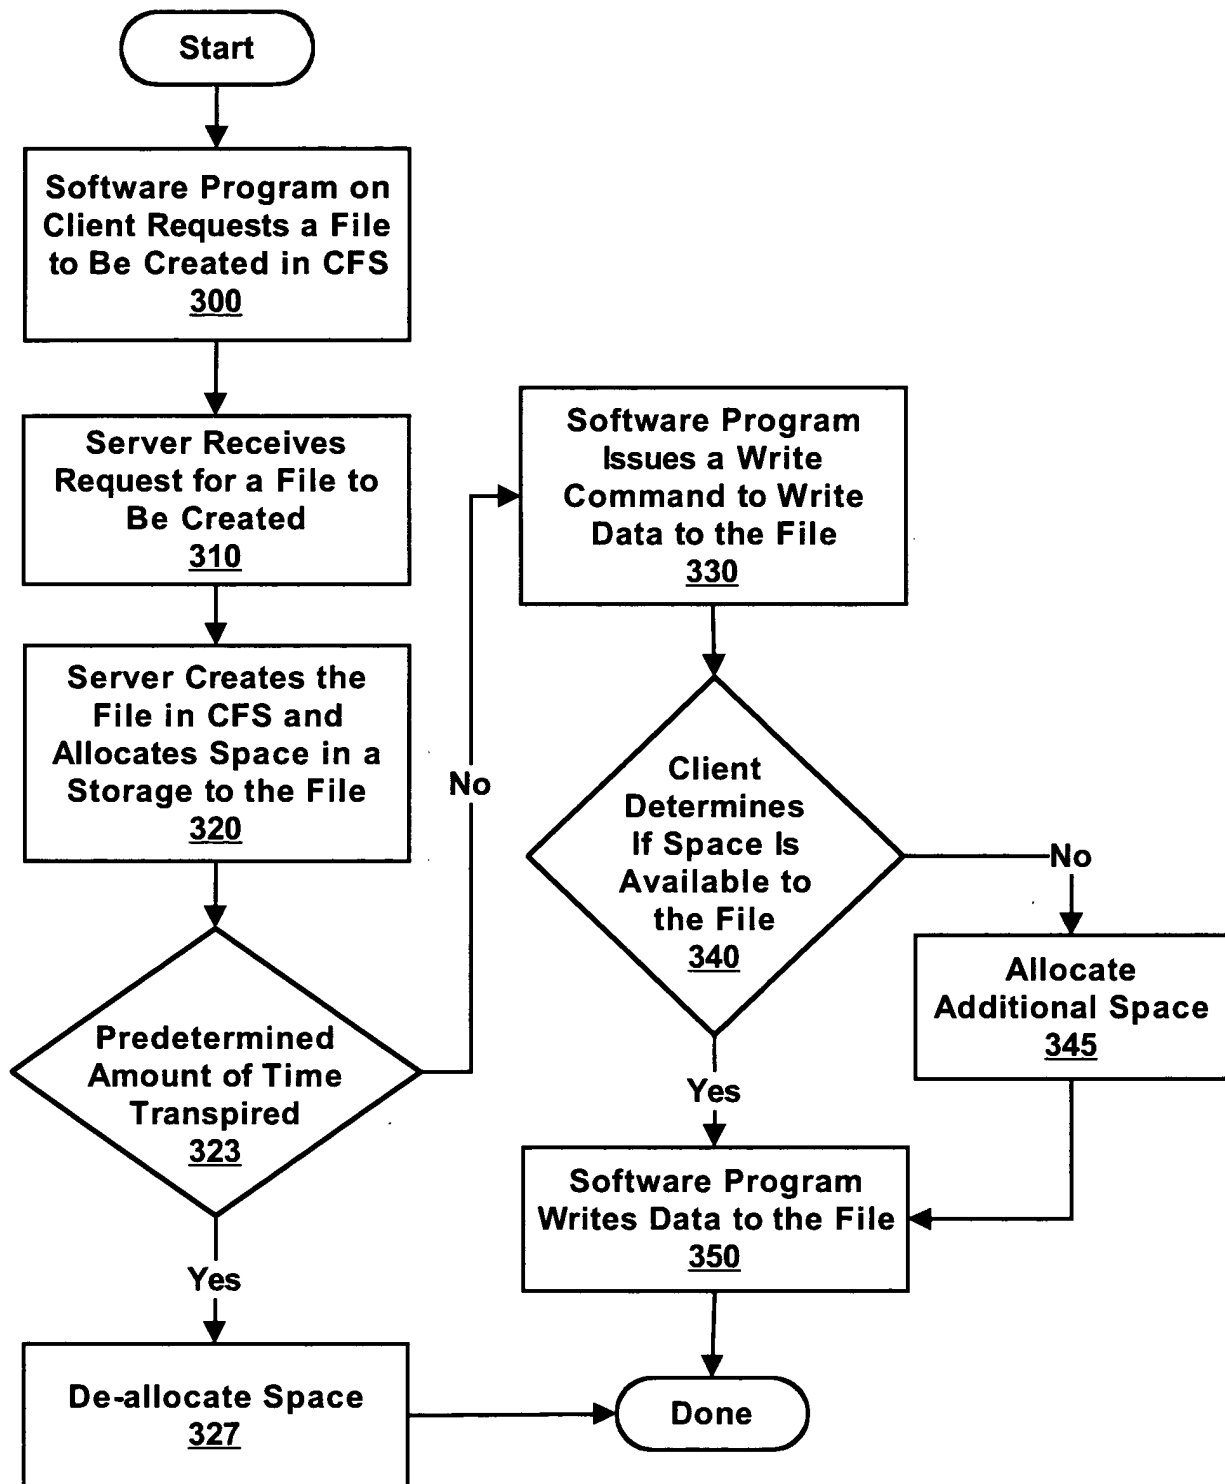 Start
Software Program on
Client Requests a File
to Be Created in CFS
300
Server Receives
Request for a File to
Be Created
310
Server Creates the
File in CFS and
Allocates Space in a
Storage to the File
320
Predetermined
Amount of Time
Transpired
323
Yes
De-allocate Space
327
No
Software Program
Issues a Write
Command to Write
Data to the File
330
Client
Determines
If Space Is
Available to
the File
340
No
Allocate
Additional Space
345
Yes
Software Program
Writes Data to the File
350
Done